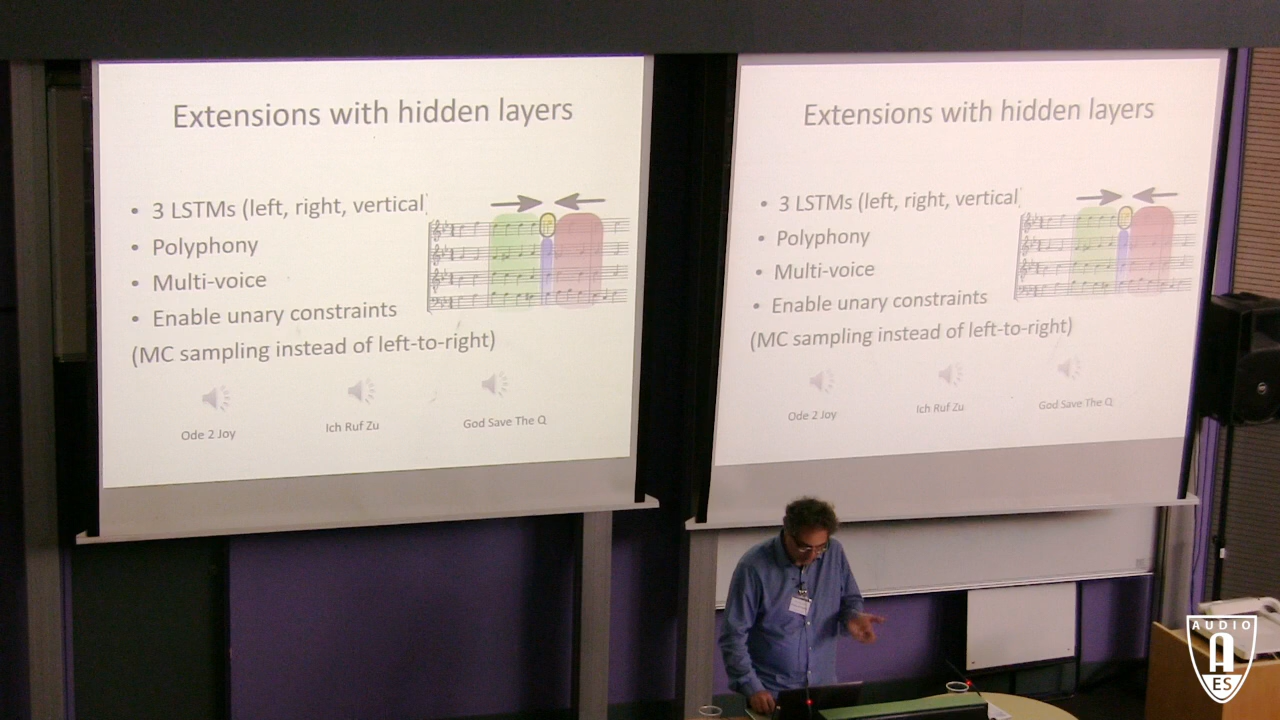 Extensions with hidden layers
• 3 LSTMs (left, right, vertical)
• Polyphony
• Multi-voice
• Enable unary constraints
(MC sampling instead of left-to-right)
Ode 2 Joy
Ich Ruf Zu
God Save The Q
Extensions with hidden layers
• 3 LSTMs (left, right, vertical)
• Polyphony
• Multi-voice
• Enable unary constraints
(MC sampling instead of left-to-right)
Ode 2 Joy
Ich Ruf Zu
God Save The Q
AUDIO
A
ES